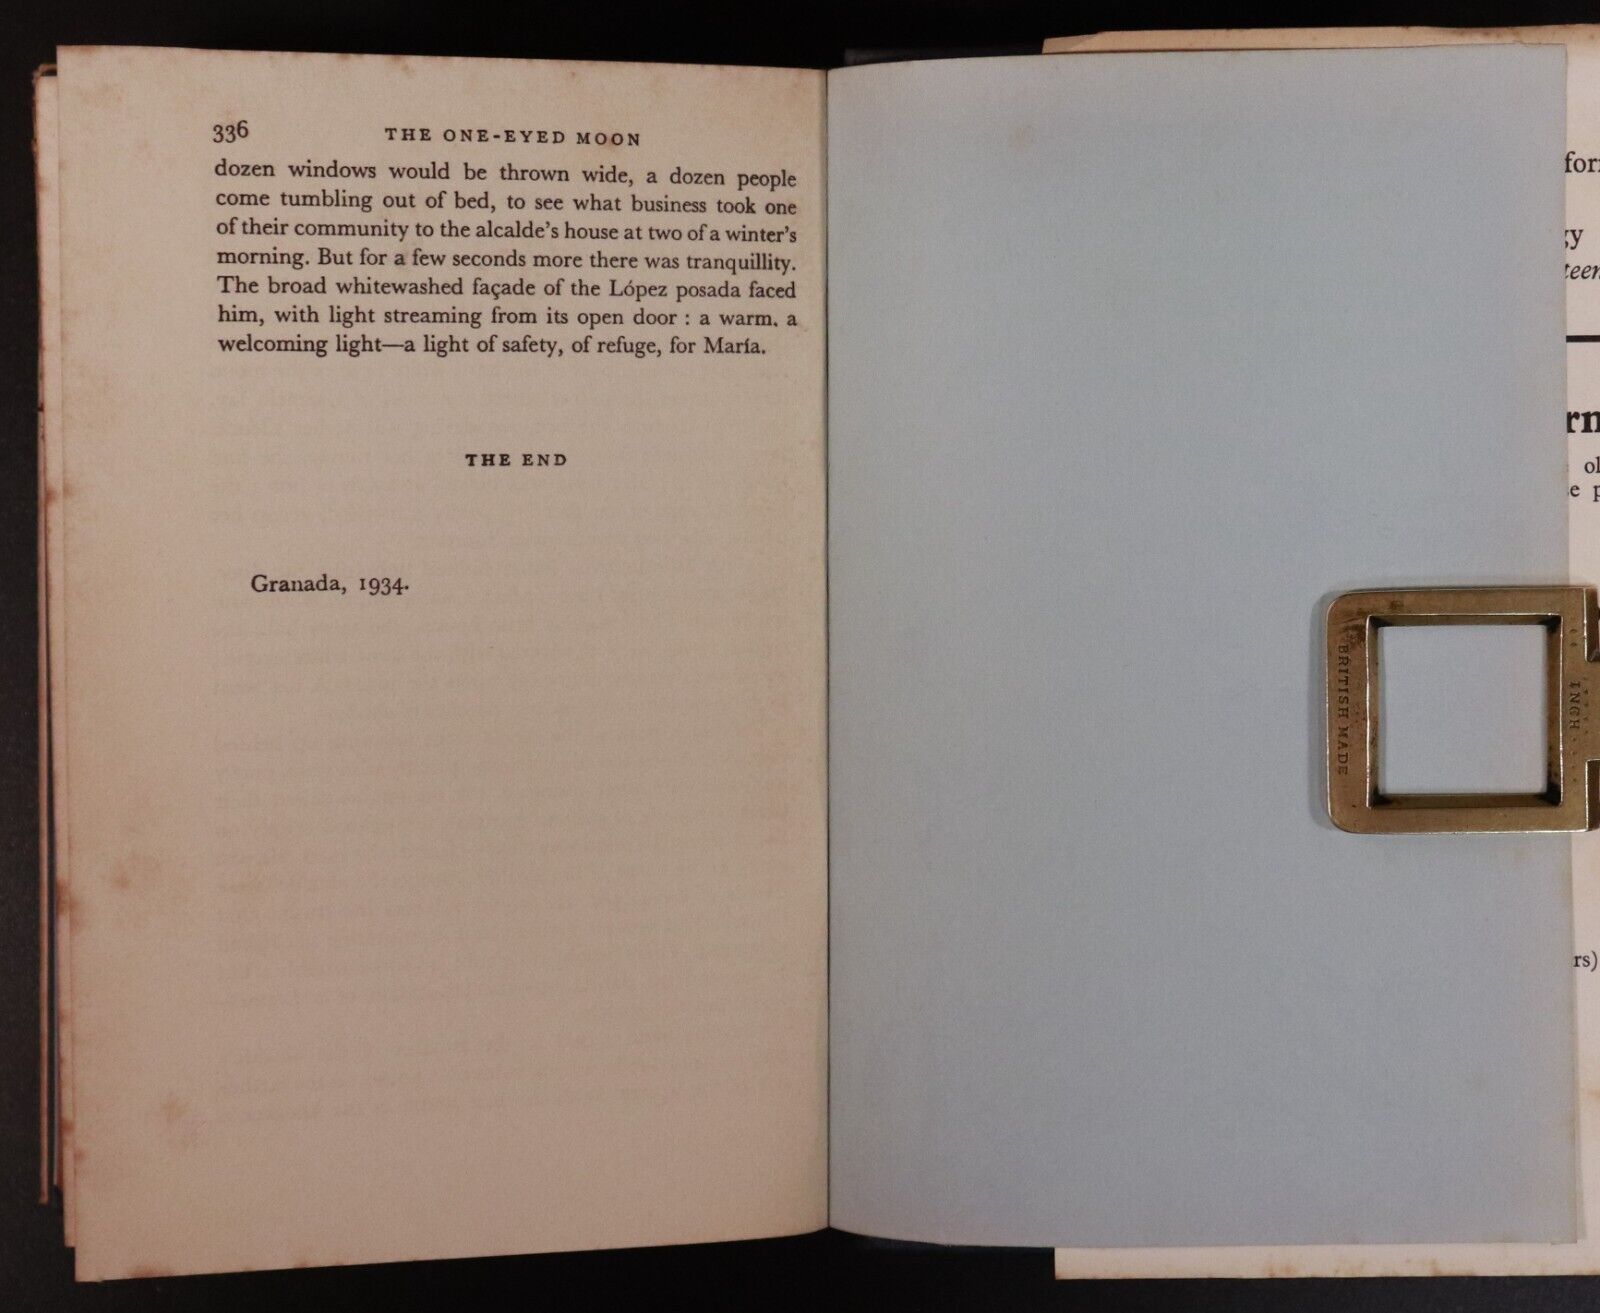 336
THE ONE-EYED MOON
dozen windows would be thrown wide, a dozen people
come tumbling out of bed, to see what business took one
of their community to the alcalde's house at two of a winter's
morning. But for a few seconds more there was tranquillity.
The broad whitewashed façade of the López posada faced
him, with light streaming from its open door : a warm. a
welcoming light—a light of safety, of refuge, for María.
THE END
Granada, 1934.
BRITISH MADE
INCH
rs)